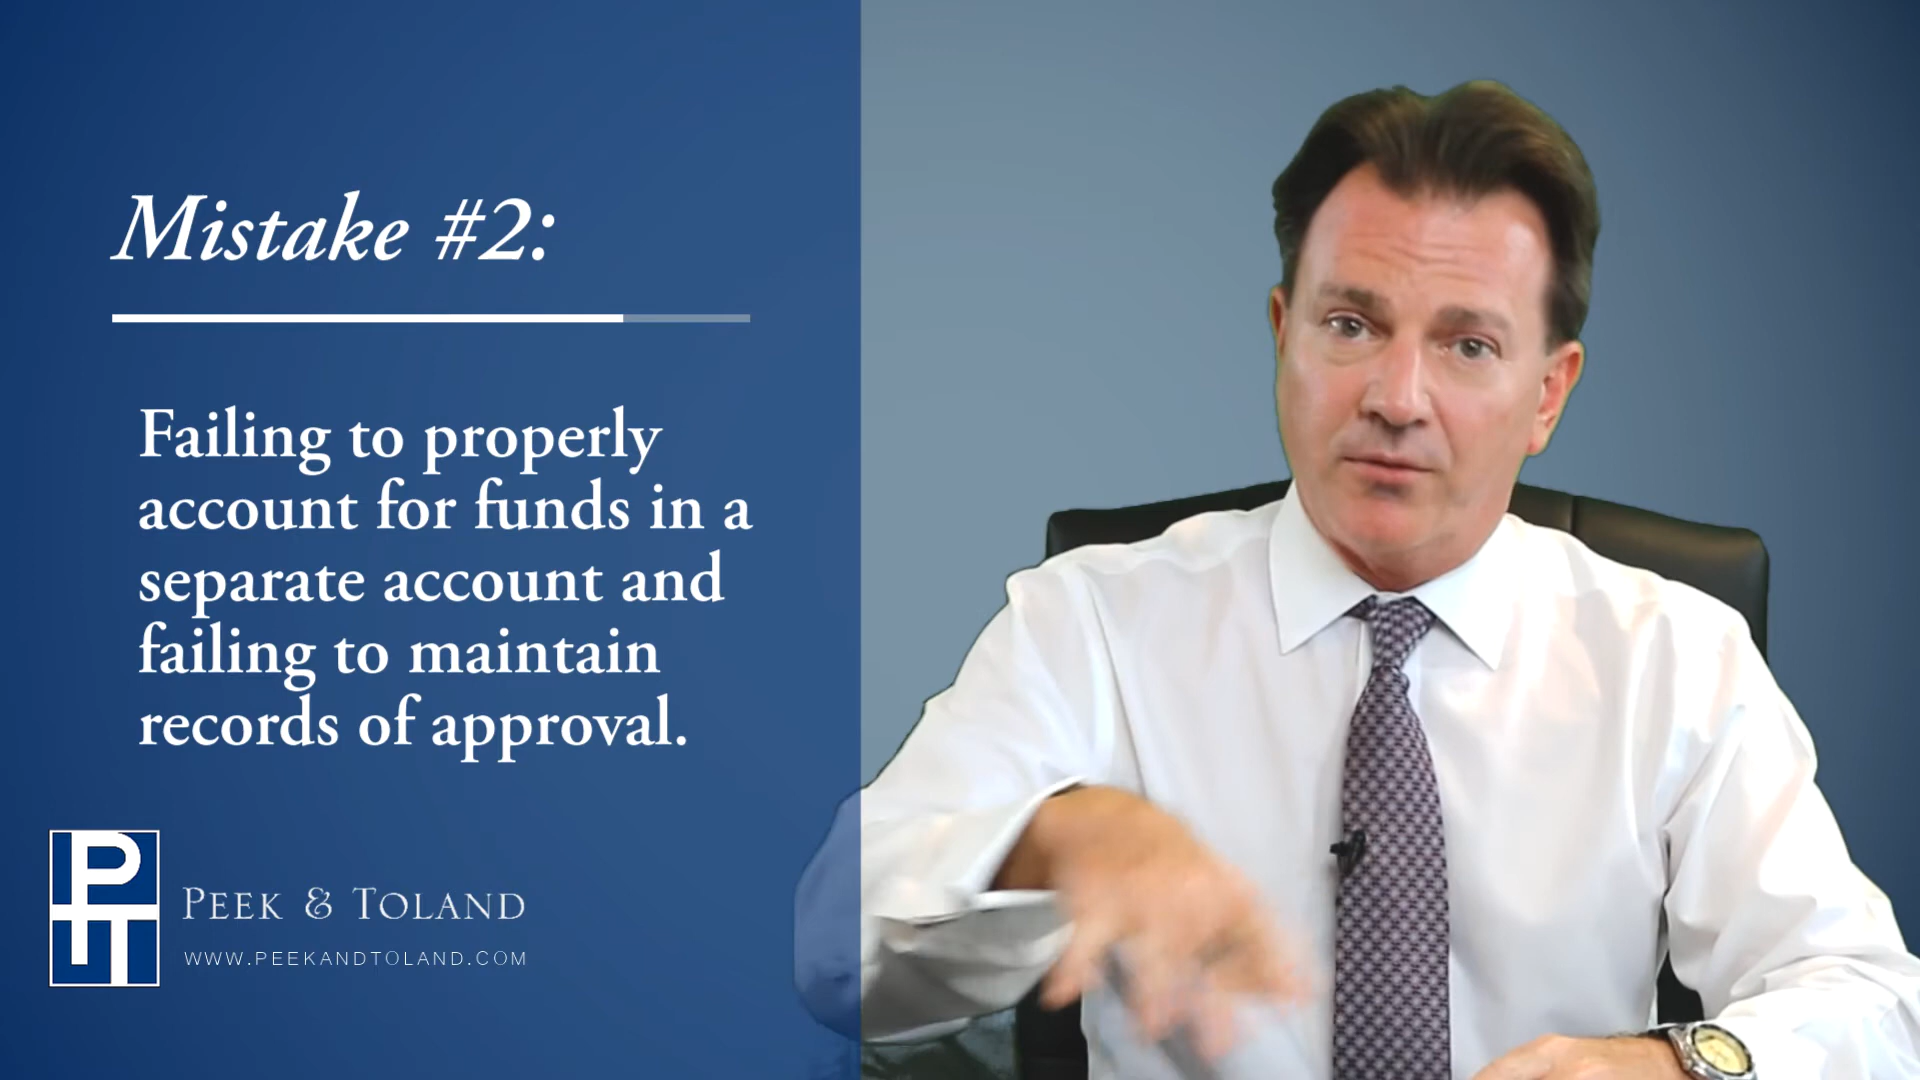 Mistake #2:
Failing to properly
account for funds in a
separate account and
failing to maintain
records of approval.
PT
PEEK & TOLAND
WWW.PEEKANDTOLAND.COM